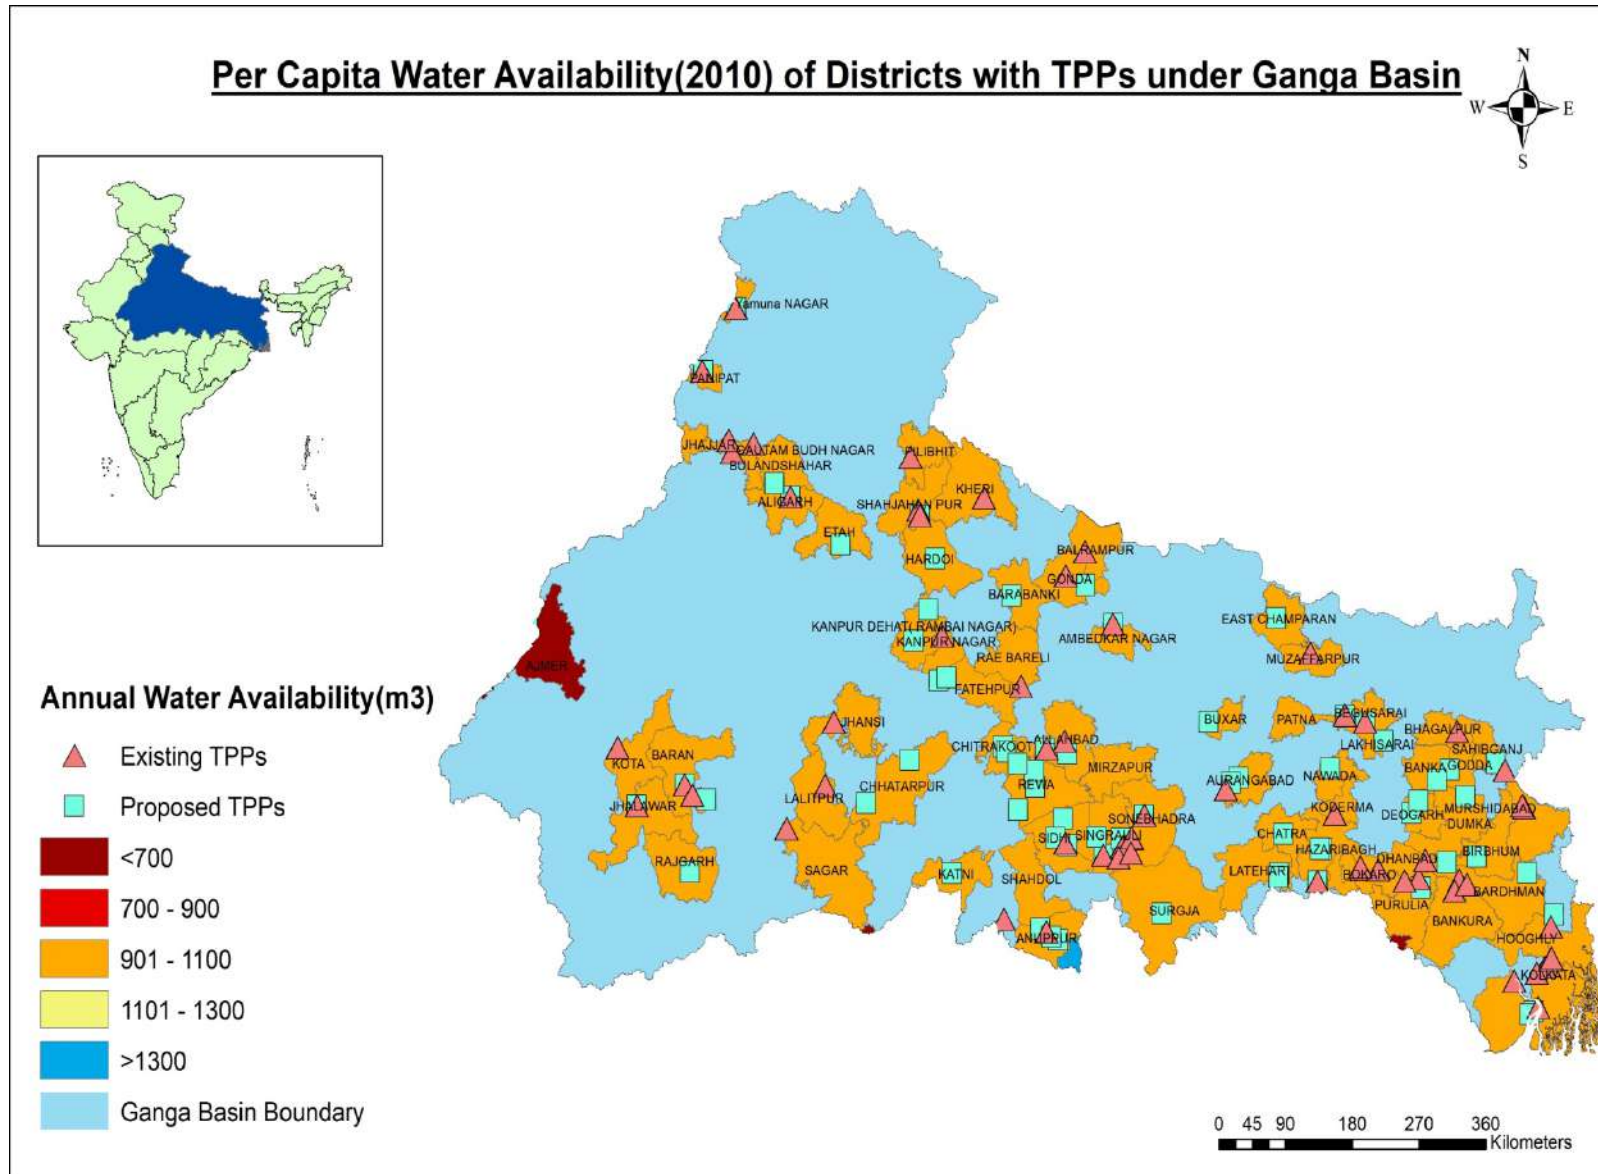 Per Capita Water Availability(2010) of Districts with TPPs under Ganga Basin
N
W E
S
Yamuna NAGAR
PANIPAT
JHAJJAR
GAUTAM BUDH NAGAR
BULANDSHAHAR
ALIGARH
ETAH
PILIBHIT
KHERI
SHAHJAHAN PUR
HARDOI
BALRAMPUR
GONDA
BARABANKI
KANPUR DEHAT( RAMBAI NAGAR)
KANPUR NAGAR
AMBEDKAR NAGAR
RAE BARELI
FATEHPUR
EAST CHAMPARAN
MUZAFFARPUR
AJMER
KOTA
BARAN
JHALAWAR
RAJGARH
JHANSI
LALITPUR
CHHATARPUR
SAGAR
CHITRAKOOT
ALLAHBAD
MIRZAPUR
REWA
SONEBHADRA
SIDHI
SINGRAULI
KATNI
SHAHDOL
SURGJA
ANUPPUR
BUXAR
PATNA
BEGUSARAI
LAKHISARAI
BHAGALPUR
SAHIBGANJ
AURANGABAD
NAWADA
BANKA
GODDA
KODERMA
DEOGARH
MURSHIDABAD
DUMKA
CHATRA
HAZARIBAGH
DHANBAD
BIRBHUM
LATEHAR
BOKARO
PURULIA
BARDHMAN
BANKURA
HOOGHLY
KOLKATA
Annual Water Availability(m3)
Existing TPPs
Proposed TPPs
<700
700 - 900
901 - 1100
1101 - 1300
>1300
Ganga Basin Boundary
0 45 90 180 270 360
Kilometers